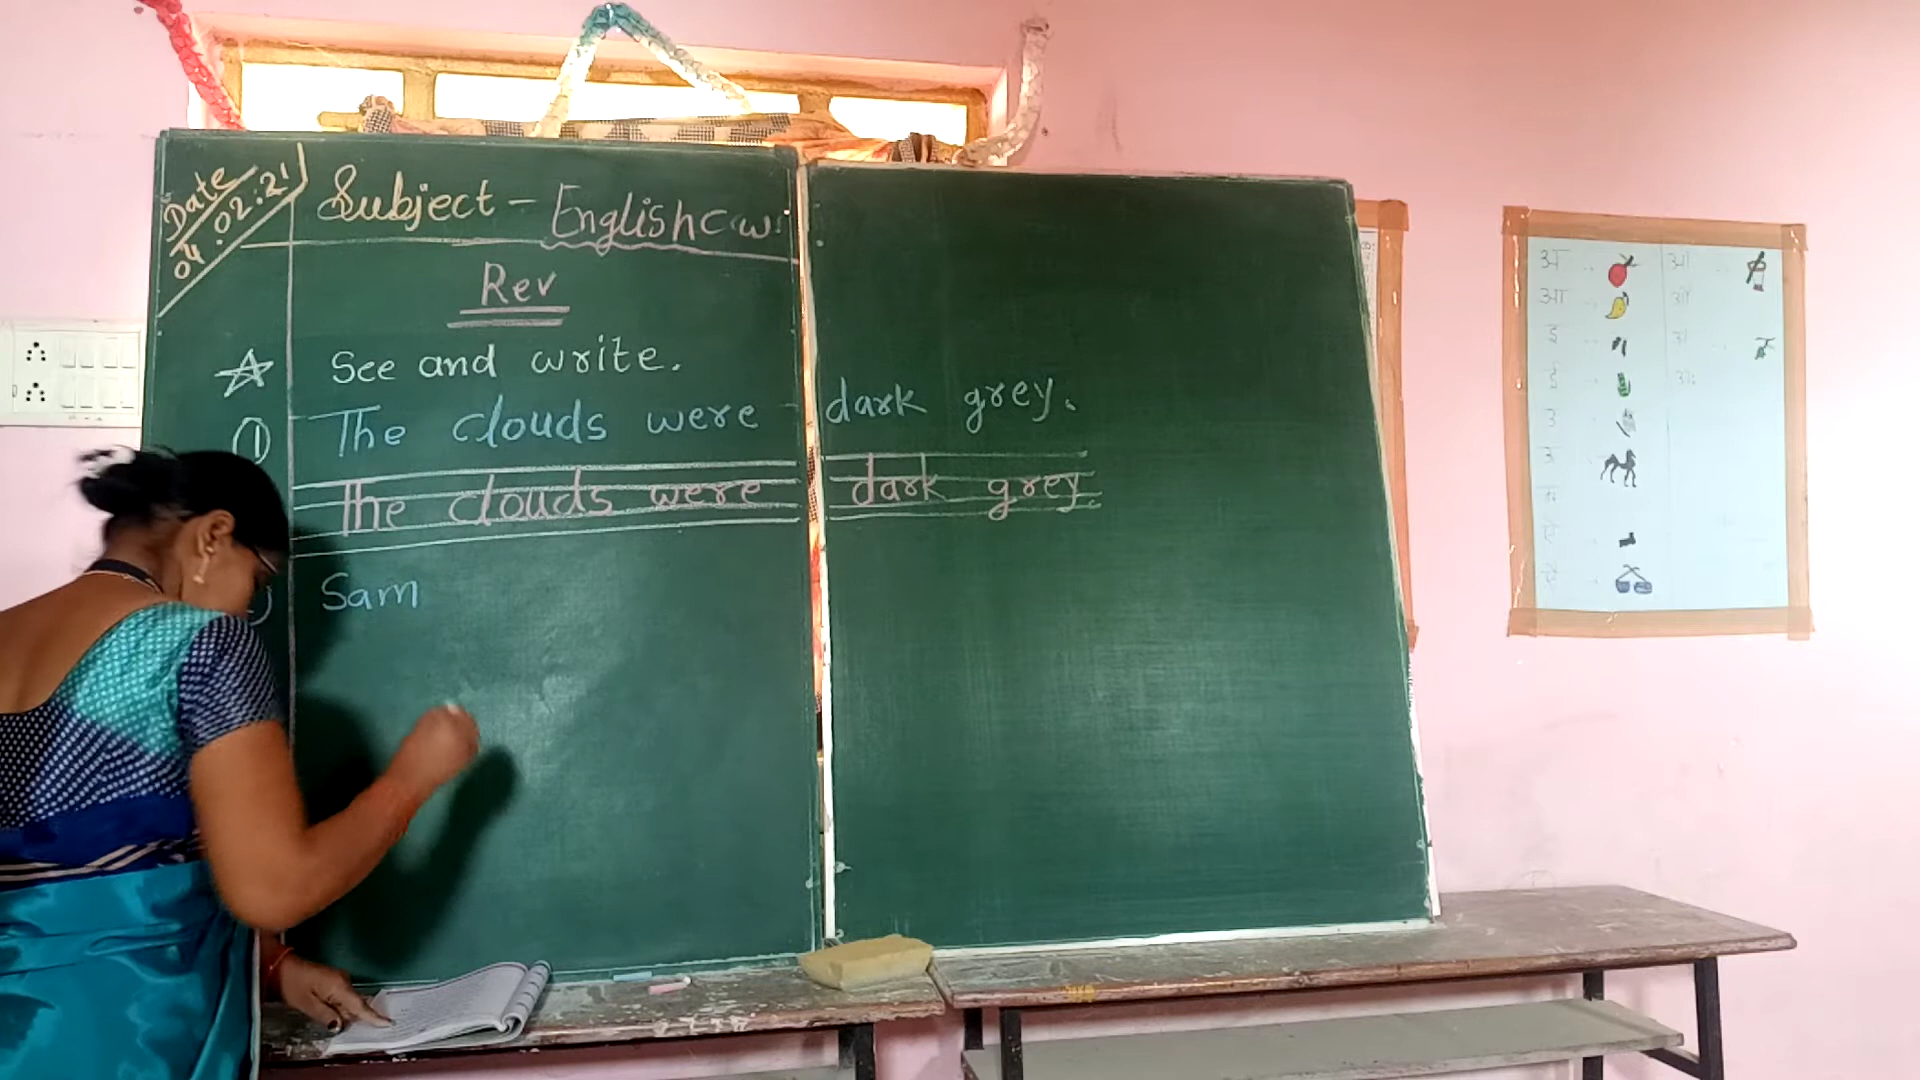 Date
04.02.21
Subject - English C.W.
Rev
See and write.
① The clouds were dark grey.
The clouds were dark grey.
Sam
अ
आ
इ
ई
उ
ऊ
ए
ऐ
ओ
औ
अं
अः